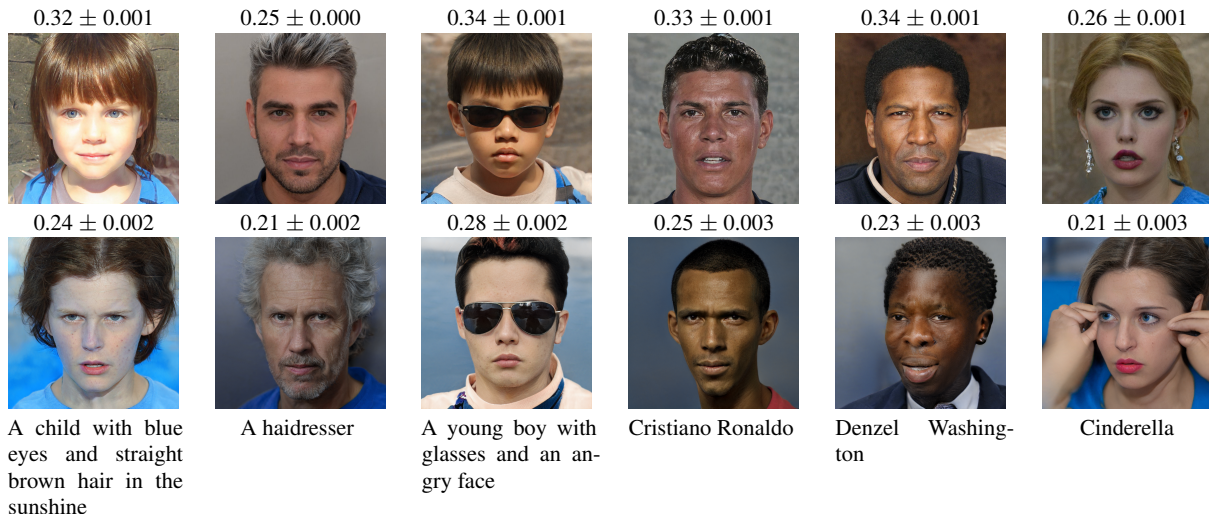 0.32 ± 0.001 0.25 ± 0.000 0.34 ± 0.001 0.33 ± 0.001 0.34 ± 0.001 0.26 ± 0.001
0.24 ± 0.002 0.21 ± 0.002 0.28 ± 0.002 0.25 ± 0.003 0.23 ± 0.003 0.21 ± 0.003
A child with blue
eyes and straight
brown hair in the
sunshine
A haidresser
A young boy with
glasses and an an-
gry face
Cristiano Ronaldo
Denzel Washing-
ton
Cinderella